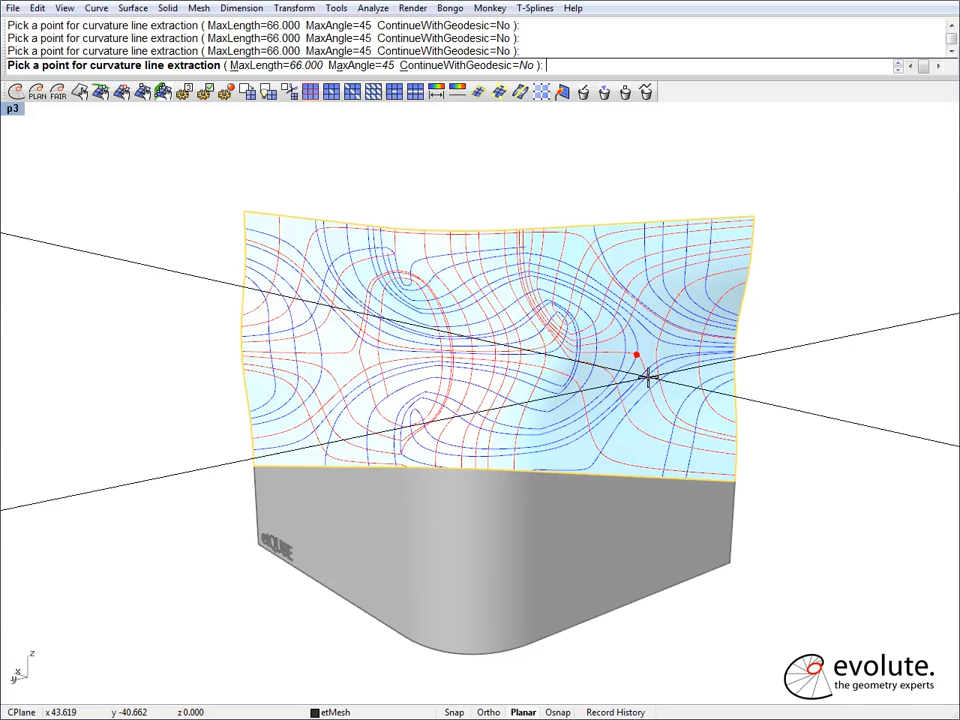 File Edit View Curve Surface Solid Mesh Dimension Transform Tools Analyze Render Bongo Monkey T-Splines Help
Pick a point for curvature line extraction ( MaxLength=66.000 MaxAngle=45 ContinueWithGeodesic=No ):
Pick a point for curvature line extraction ( MaxLength=66.000 MaxAngle=45 ContinueWithGeodesic=No ):
Pick a point for curvature line extraction ( MaxLength=66.000 MaxAngle=45 ContinueWithGeodesic=No ):
Pick a point for curvature line extraction ( MaxLength=66.000 MaxAngle=45 ContinueWithGeodesic=No ):
PLAN FAIR
p3
etQUBE
z
x
y
evolute.
the geometry experts
CPlane x 43.619 y -40.662 z 0.000 etMesh Snap Ortho Planar Osnap Record History